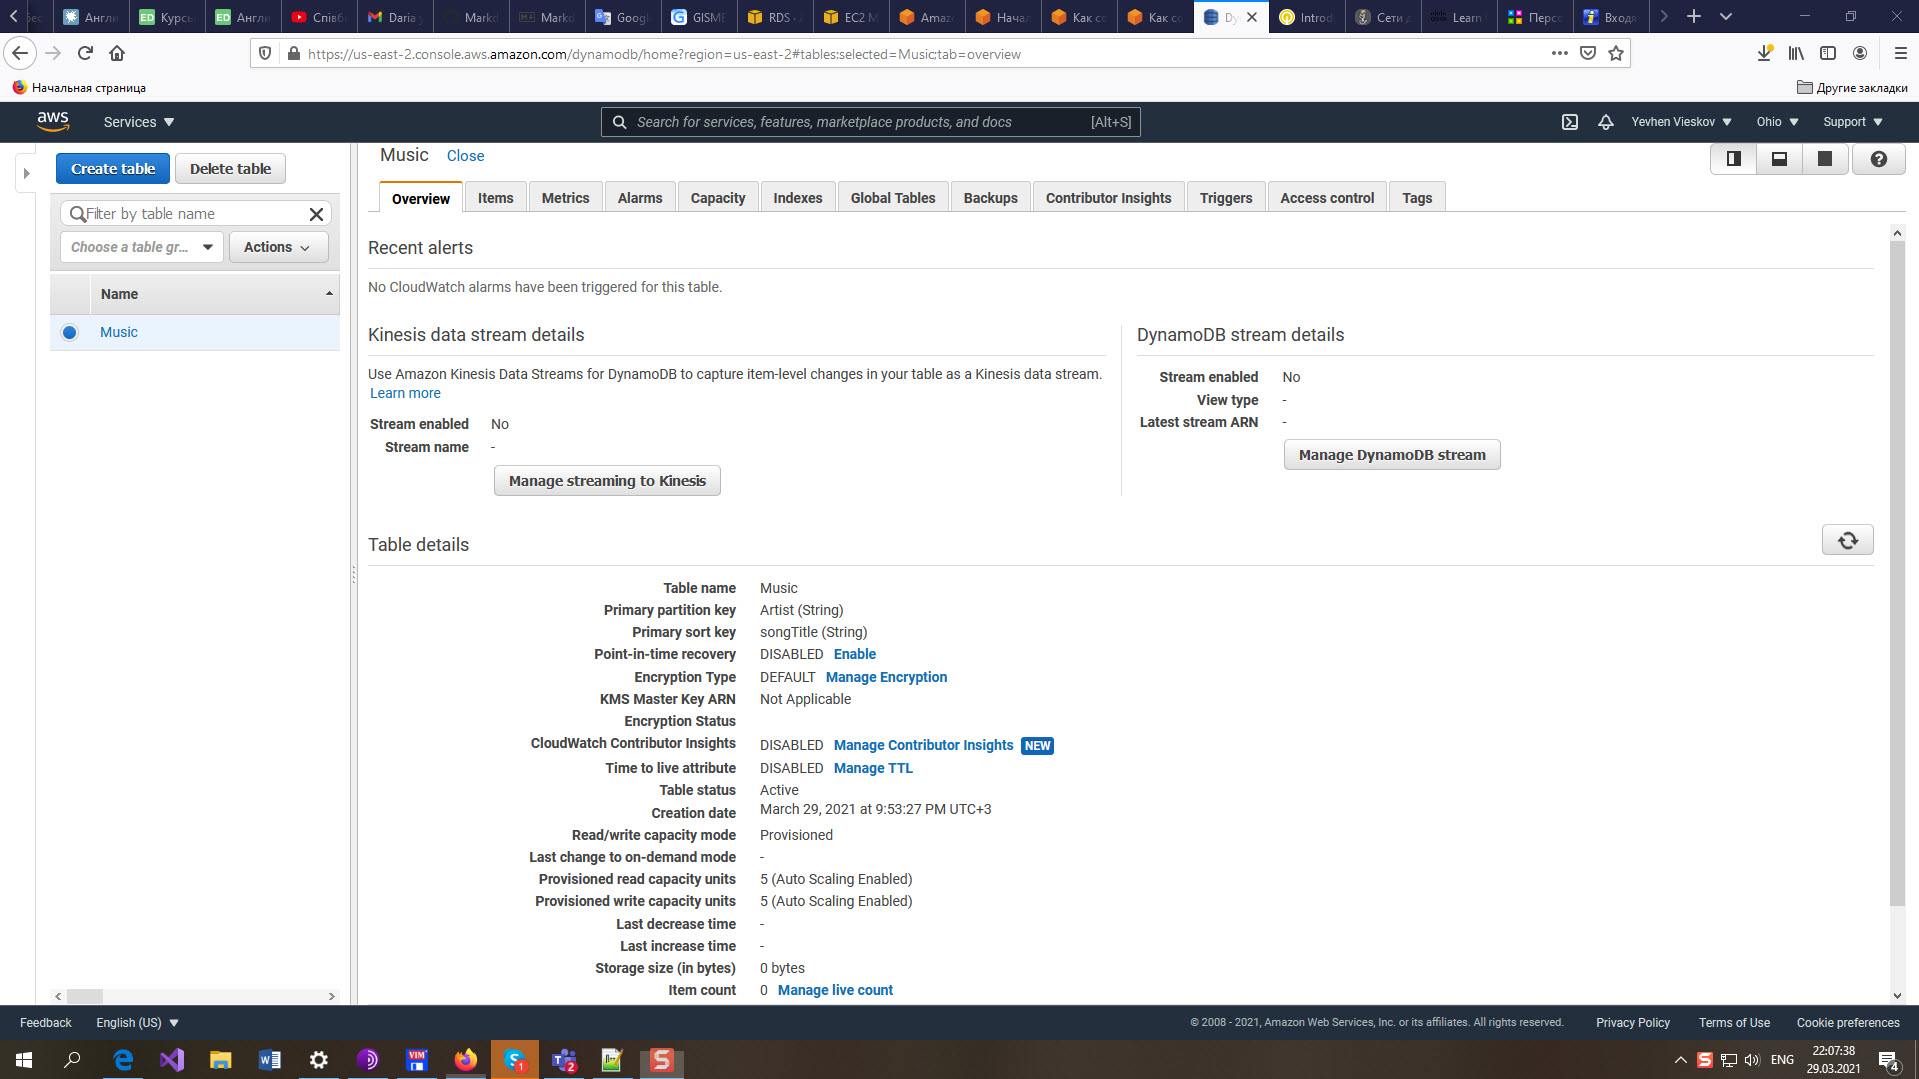 Англи
ED Курсы
ED Англи
Співб
Daria
Markd
Markd
Googl
GISME
RDS · A
EC2 M
Amaz
Начал
Как со
Как со
Dy
Introd
Сети д
Learn
Персо
Входя
https://us-east-2.console.aws.amazon.com/dynamodb/home?region=us-east-2#tables:selected=Music;tab=overview
Начальная страница
Другие закладки
aws
Services
Search for services, features, marketplace products, and docs
[Alt+S]
Yevhen Vieskov
Ohio
Support
Create table
Delete table
Filter by table name
Choose a table gr...
Actions
Name
Music
Music
Close
Overview
Items
Metrics
Alarms
Capacity
Indexes
Global Tables
Backups
Contributor Insights
Triggers
Access control
Tags
Recent alerts
No CloudWatch alarms have been triggered for this table.
Kinesis data stream details
Use Amazon Kinesis Data Streams for DynamoDB to capture item-level changes in your table as a Kinesis data stream.
Learn more
Stream enabled No
Stream name -
Manage streaming to Kinesis
DynamoDB stream details
Stream enabled No
View type -
Latest stream ARN -
Manage DynamoDB stream
Table details
Table name Music
Primary partition key Artist (String)
Primary sort key songTitle (String)
Point-in-time recovery DISABLED Enable
Encryption Type DEFAULT Manage Encryption
KMS Master Key ARN Not Applicable
Encryption Status
CloudWatch Contributor Insights DISABLED Manage Contributor Insights NEW
Time to live attribute DISABLED Manage TTL
Table status Active
Creation date March 29, 2021 at 9:53:27 PM UTC+3
Read/write capacity mode Provisioned
Last change to on-demand mode -
Provisioned read capacity units 5 (Auto Scaling Enabled)
Provisioned write capacity units 5 (Auto Scaling Enabled)
Last decrease time -
Last increase time -
Storage size (in bytes) 0 bytes
Item count 0 Manage live count
Feedback
English (US)
© 2008 - 2021, Amazon Web Services, Inc. or its affiliates. All rights reserved.
Privacy Policy
Terms of Use
Cookie preferences
VIM
1
2
ENG
22:07:38
29.03.2021
4